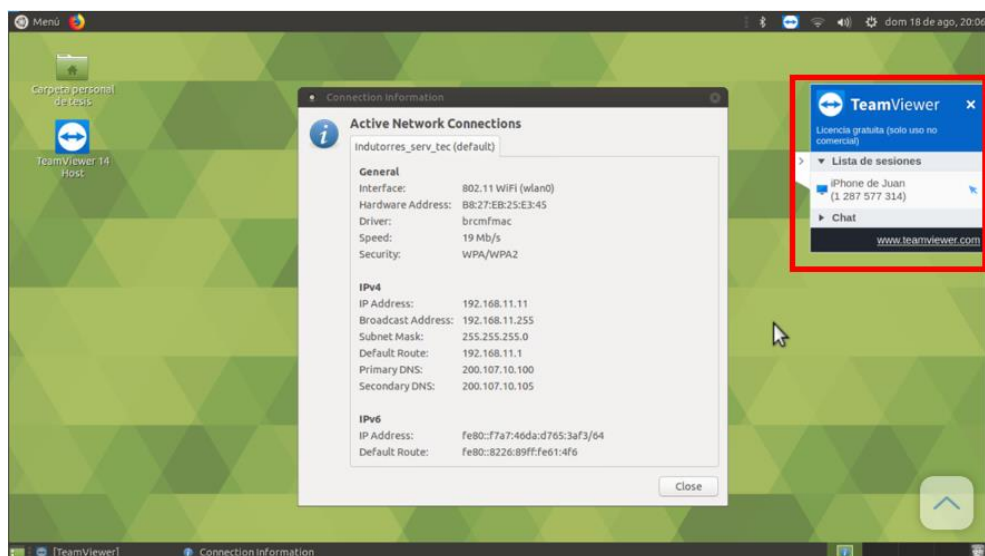 Menú
dom 18 de ago, 20:06
Carpeta personal
de tesis
TeamViewer 14
Host
Connection Information
Active Network Connections
Indutorres_serv_tec (default)
General
Interface: 802.11 WiFi (wlan0)
Hardware Address: B8:27:EB:25:E3:45
Driver: brcmfmac
Speed: 19 Mb/s
Security: WPA/WPA2
IPv4
IP Address: 192.168.11.11
Broadcast Address: 192.168.11.255
Subnet Mask: 255.255.255.0
Default Route: 192.168.11.1
Primary DNS: 200.107.10.100
Secondary DNS: 200.107.10.105
IPv6
IP Address: fe80::f7a7:46da:d765:3af3/64
Default Route: fe80::8226:89ff:fe61:4f6
Close
TeamViewer
Licencia gratuita (solo uso no
comercial)
Lista de sesiones
iPhone de Juan
(1 287 577 314)
Chat
www.teamviewer.com
[TeamViewer]
Connection Information